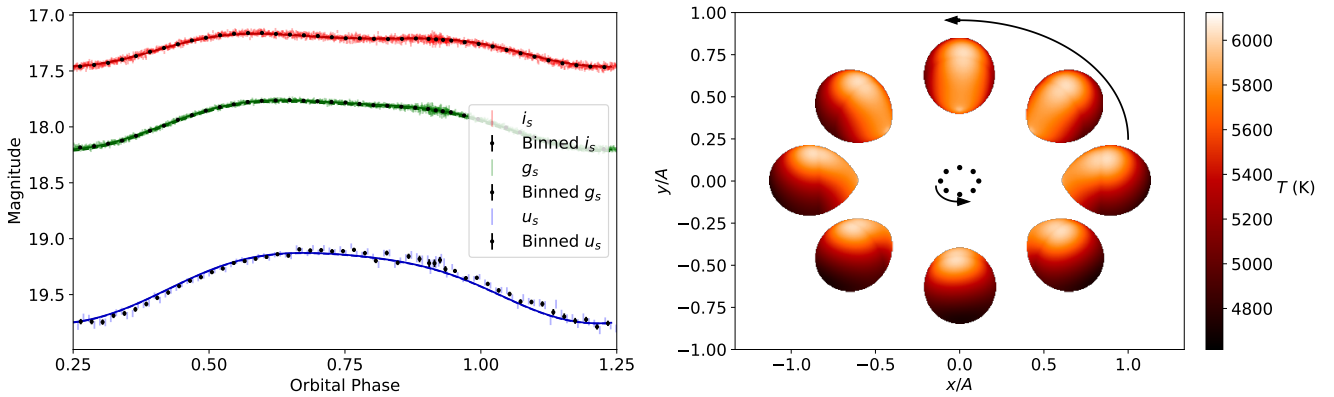 17.0
17.5
18.0
18.5
19.0
19.5
Magnitude
0.25
0.50
0.75
1.00
1.25
Orbital Phase
i_s
Binned i_s
g_s
Binned g_s
u_s
Binned u_s
1.00
0.75
0.50
0.25
0.00
−0.25
−0.50
−0.75
−1.00
y/A
−1.0
−0.5
0.0
0.5
1.0
x/A
6000
5800
5600
5400
5200
5000
4800
T (K)